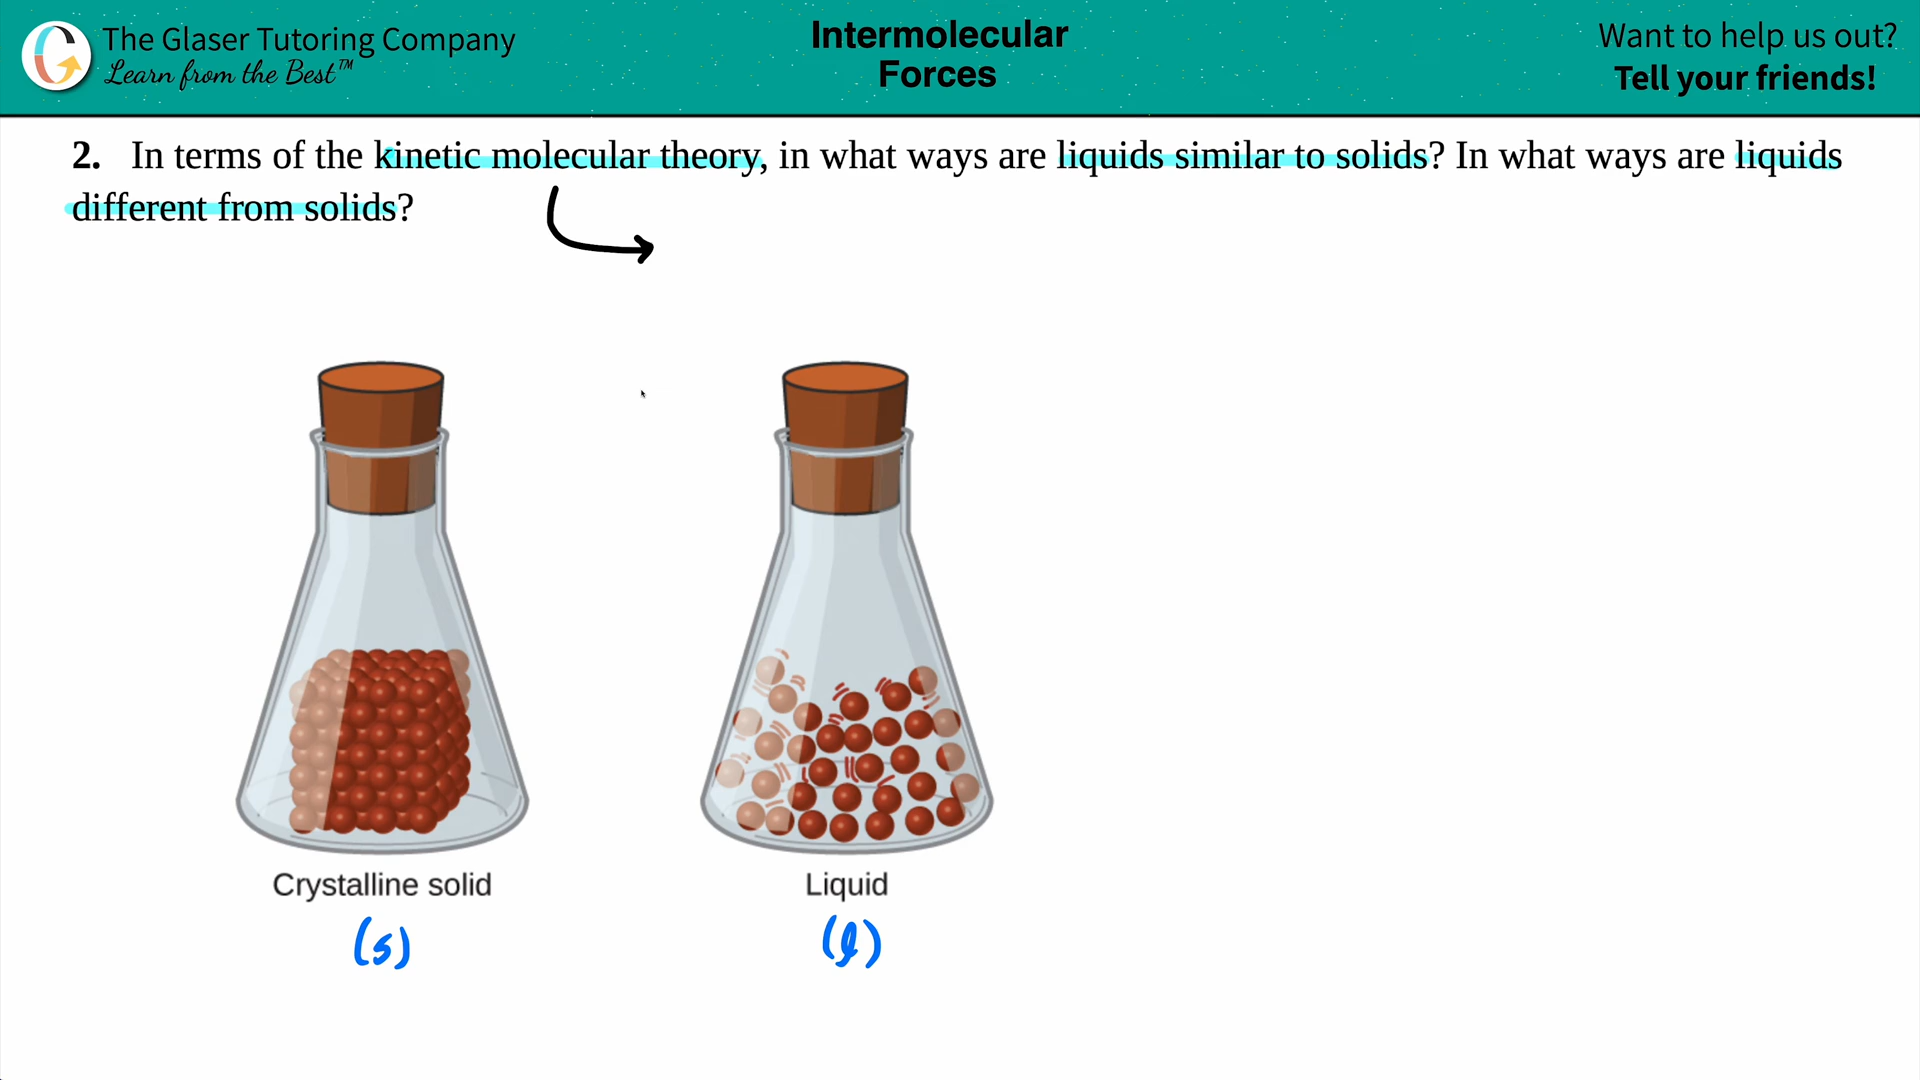 The Glaser Tutoring Company
Learn from the Best™
Intermolecular
Forces
Want to help us out?
Tell your friends!
2. In terms of the kinetic molecular theory, in what ways are liquids similar to solids? In what ways are liquids
different from solids?
Crystalline solid
Liquid
(s)
(l)